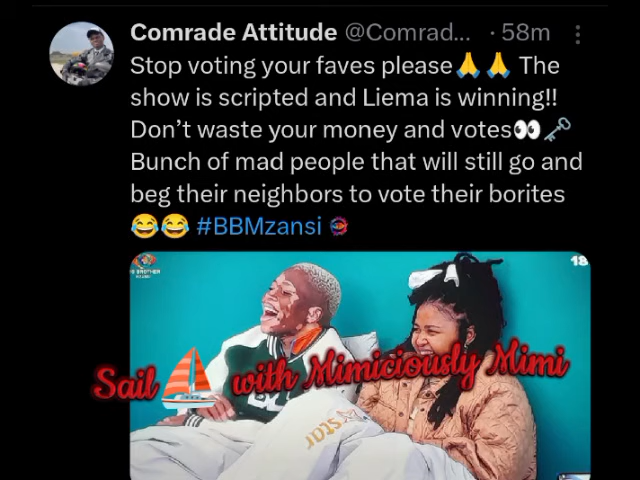 Comrade Attitude @Comrad... · 58m
Stop voting your faves please🙏🙏 The
show is scripted and Liema is winning!!
Don't waste your money and votes👀🗝️
Bunch of mad people that will still go and
beg their neighbors to vote their borites
😂😂 #BBMzansi
BROTHER
18
Sail⛵ with Mimiciously Mimi